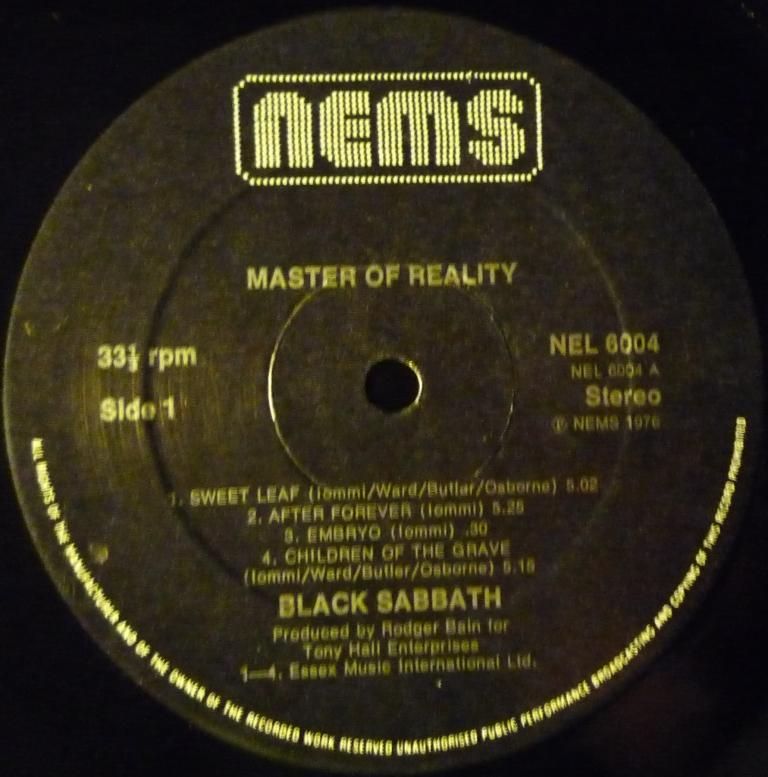 NEMS
MASTER OF REALITY
33⅓ rpm
Side 1
NEL 6004
NEL 6004 A
Stereo
℗ NEMS 1976
1. SWEET LEAF (Iommi/Ward/Butler/Osborne) 5.02
2. AFTER FOREVER (Iommi) 5.25
3. EMBRYO (Iommi) .30
4. CHILDREN OF THE GRAVE
(Iommi/Ward/Butler/Osborne) 5.15
BLACK SABBATH
Produced by Rodger Bain for
Tony Hall Enterprises
1—4. Essex Music International Ltd.
ALL RIGHTS OF THE MANUFACTURER AND OF THE OWNER OF THE RECORDED WORK RESERVED UNAUTHORISED PUBLIC PERFORMANCE BROADCASTING AND COPYING OF THIS RECORD PROHIBITED